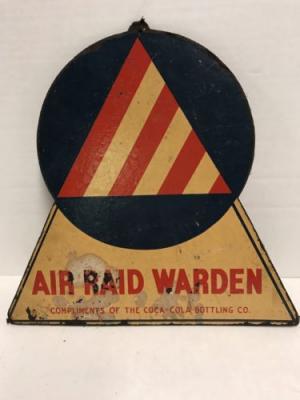 AIR RAID WARDEN
COMPLIMENTS OF THE COCA-COLA BOTTLING CO.